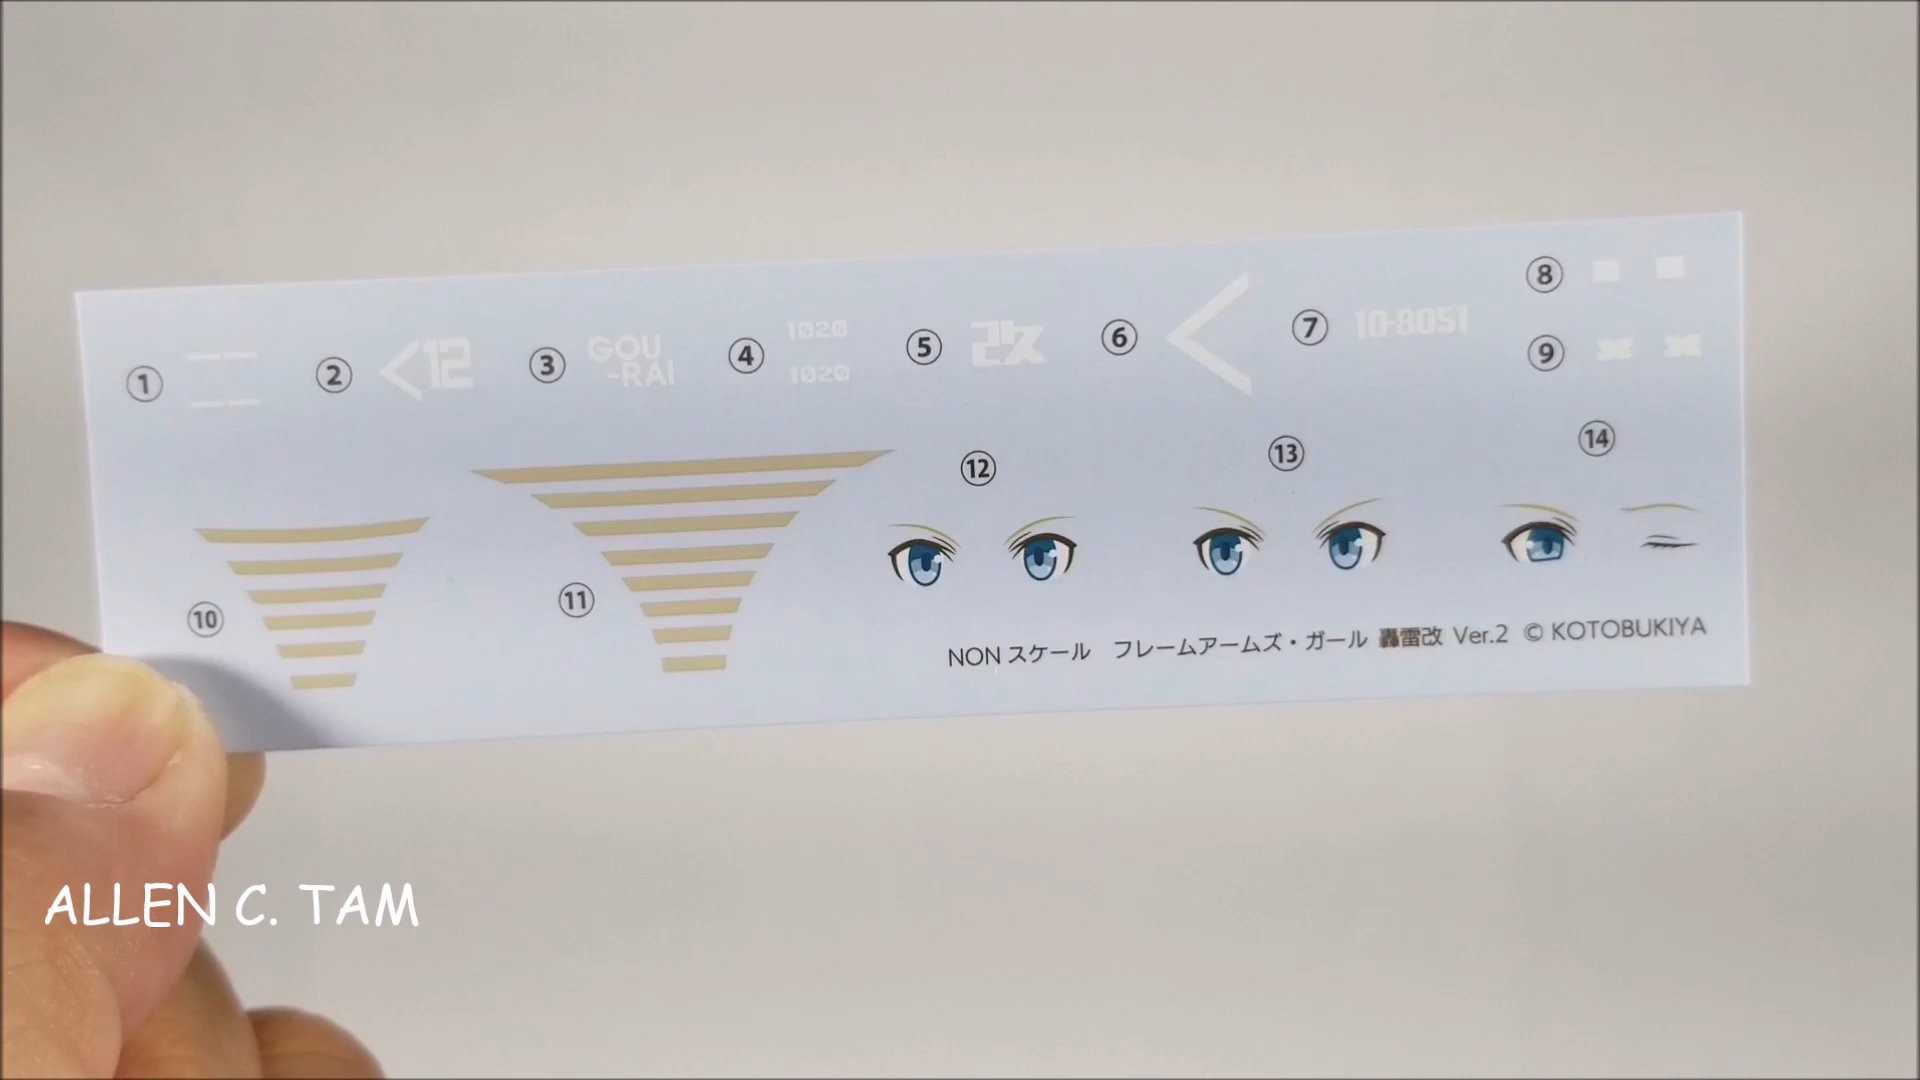 ① ② <12 ③ GOU
-RAI ④ 1020
1020 ⑤ ⑥ ⑦ 10-8051 ⑧
⑨
⑩ ⑪ ⑫ ⑬ ⑭
NON スケール フレームアームズ・ガール 轟雷改 Ver.2 © KOTOBUKIYA
ALLEN C. TAM